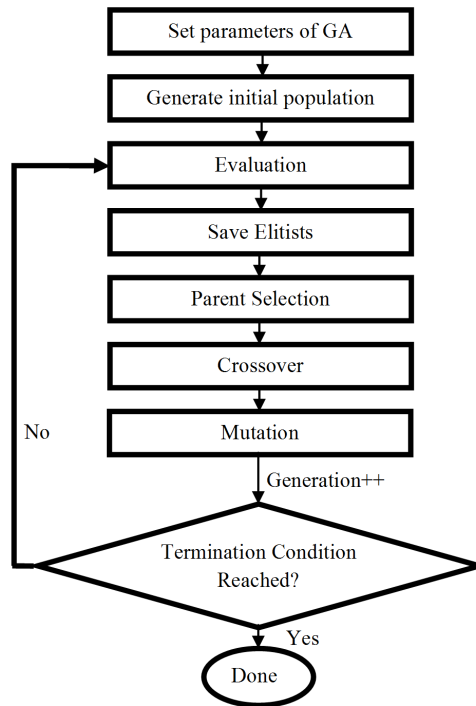 Set parameters of GA
Generate initial population
Evaluation
Save Elitists
Parent Selection
Crossover
No
Mutation
Generation++
Termination Condition
Reached?
Yes
Done